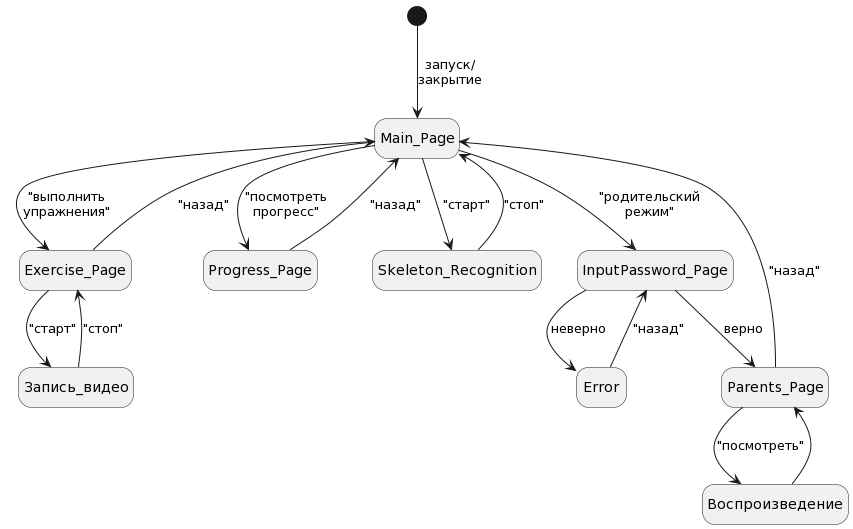 запуск/
закрытие
Main_Page
"выполнить
упражнения"
"назад"
"посмотреть
прогресс"
"назад"
"старт"
"стоп"
"родительский
режим"
"назад"
Exercise_Page
Progress_Page
Skeleton_Recognition
InputPassword_Page
"старт"
"стоп"
неверно
"назад"
верно
Запись_видео
Error
Parents_Page
"посмотреть"
Воспроизведение